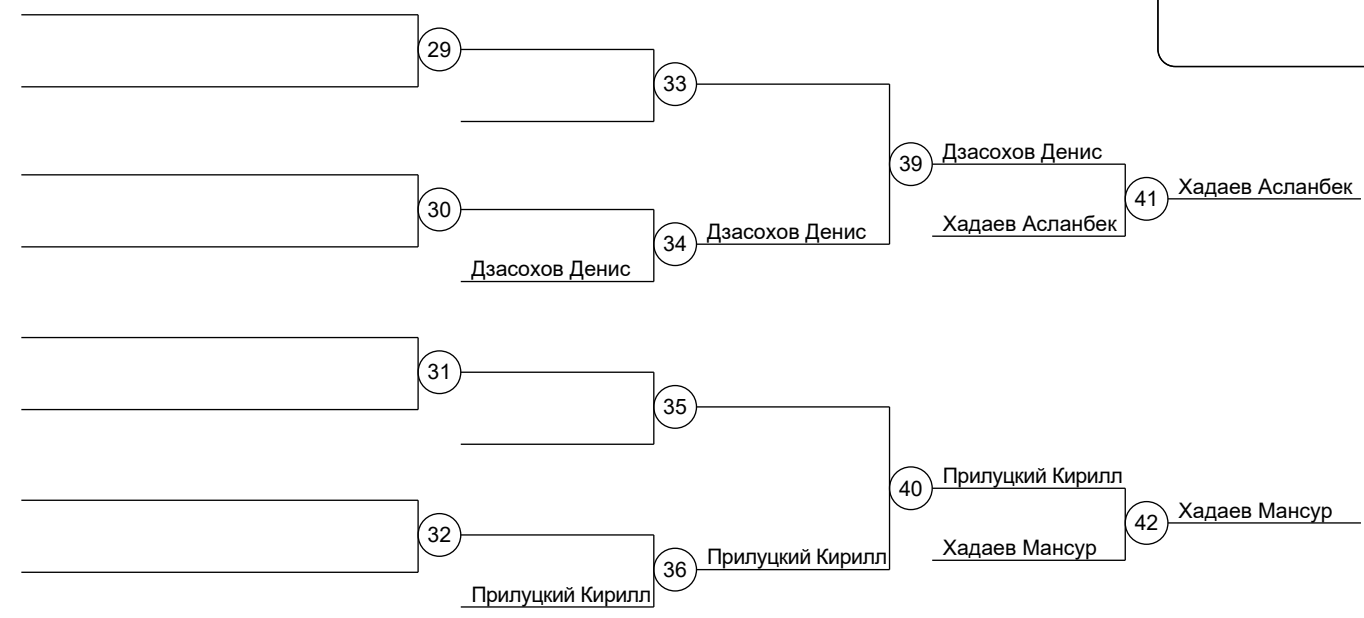 29
33
39
Дзасохов Денис
41
Хадаев Асланбек
30
34
Дзасохов Денис
Хадаев Асланбек
Дзасохов Денис
31
35
40
Прилуцкий Кирилл
42
Хадаев Мансур
32
36
Прилуцкий Кирилл
Хадаев Мансур
Прилуцкий Кирилл